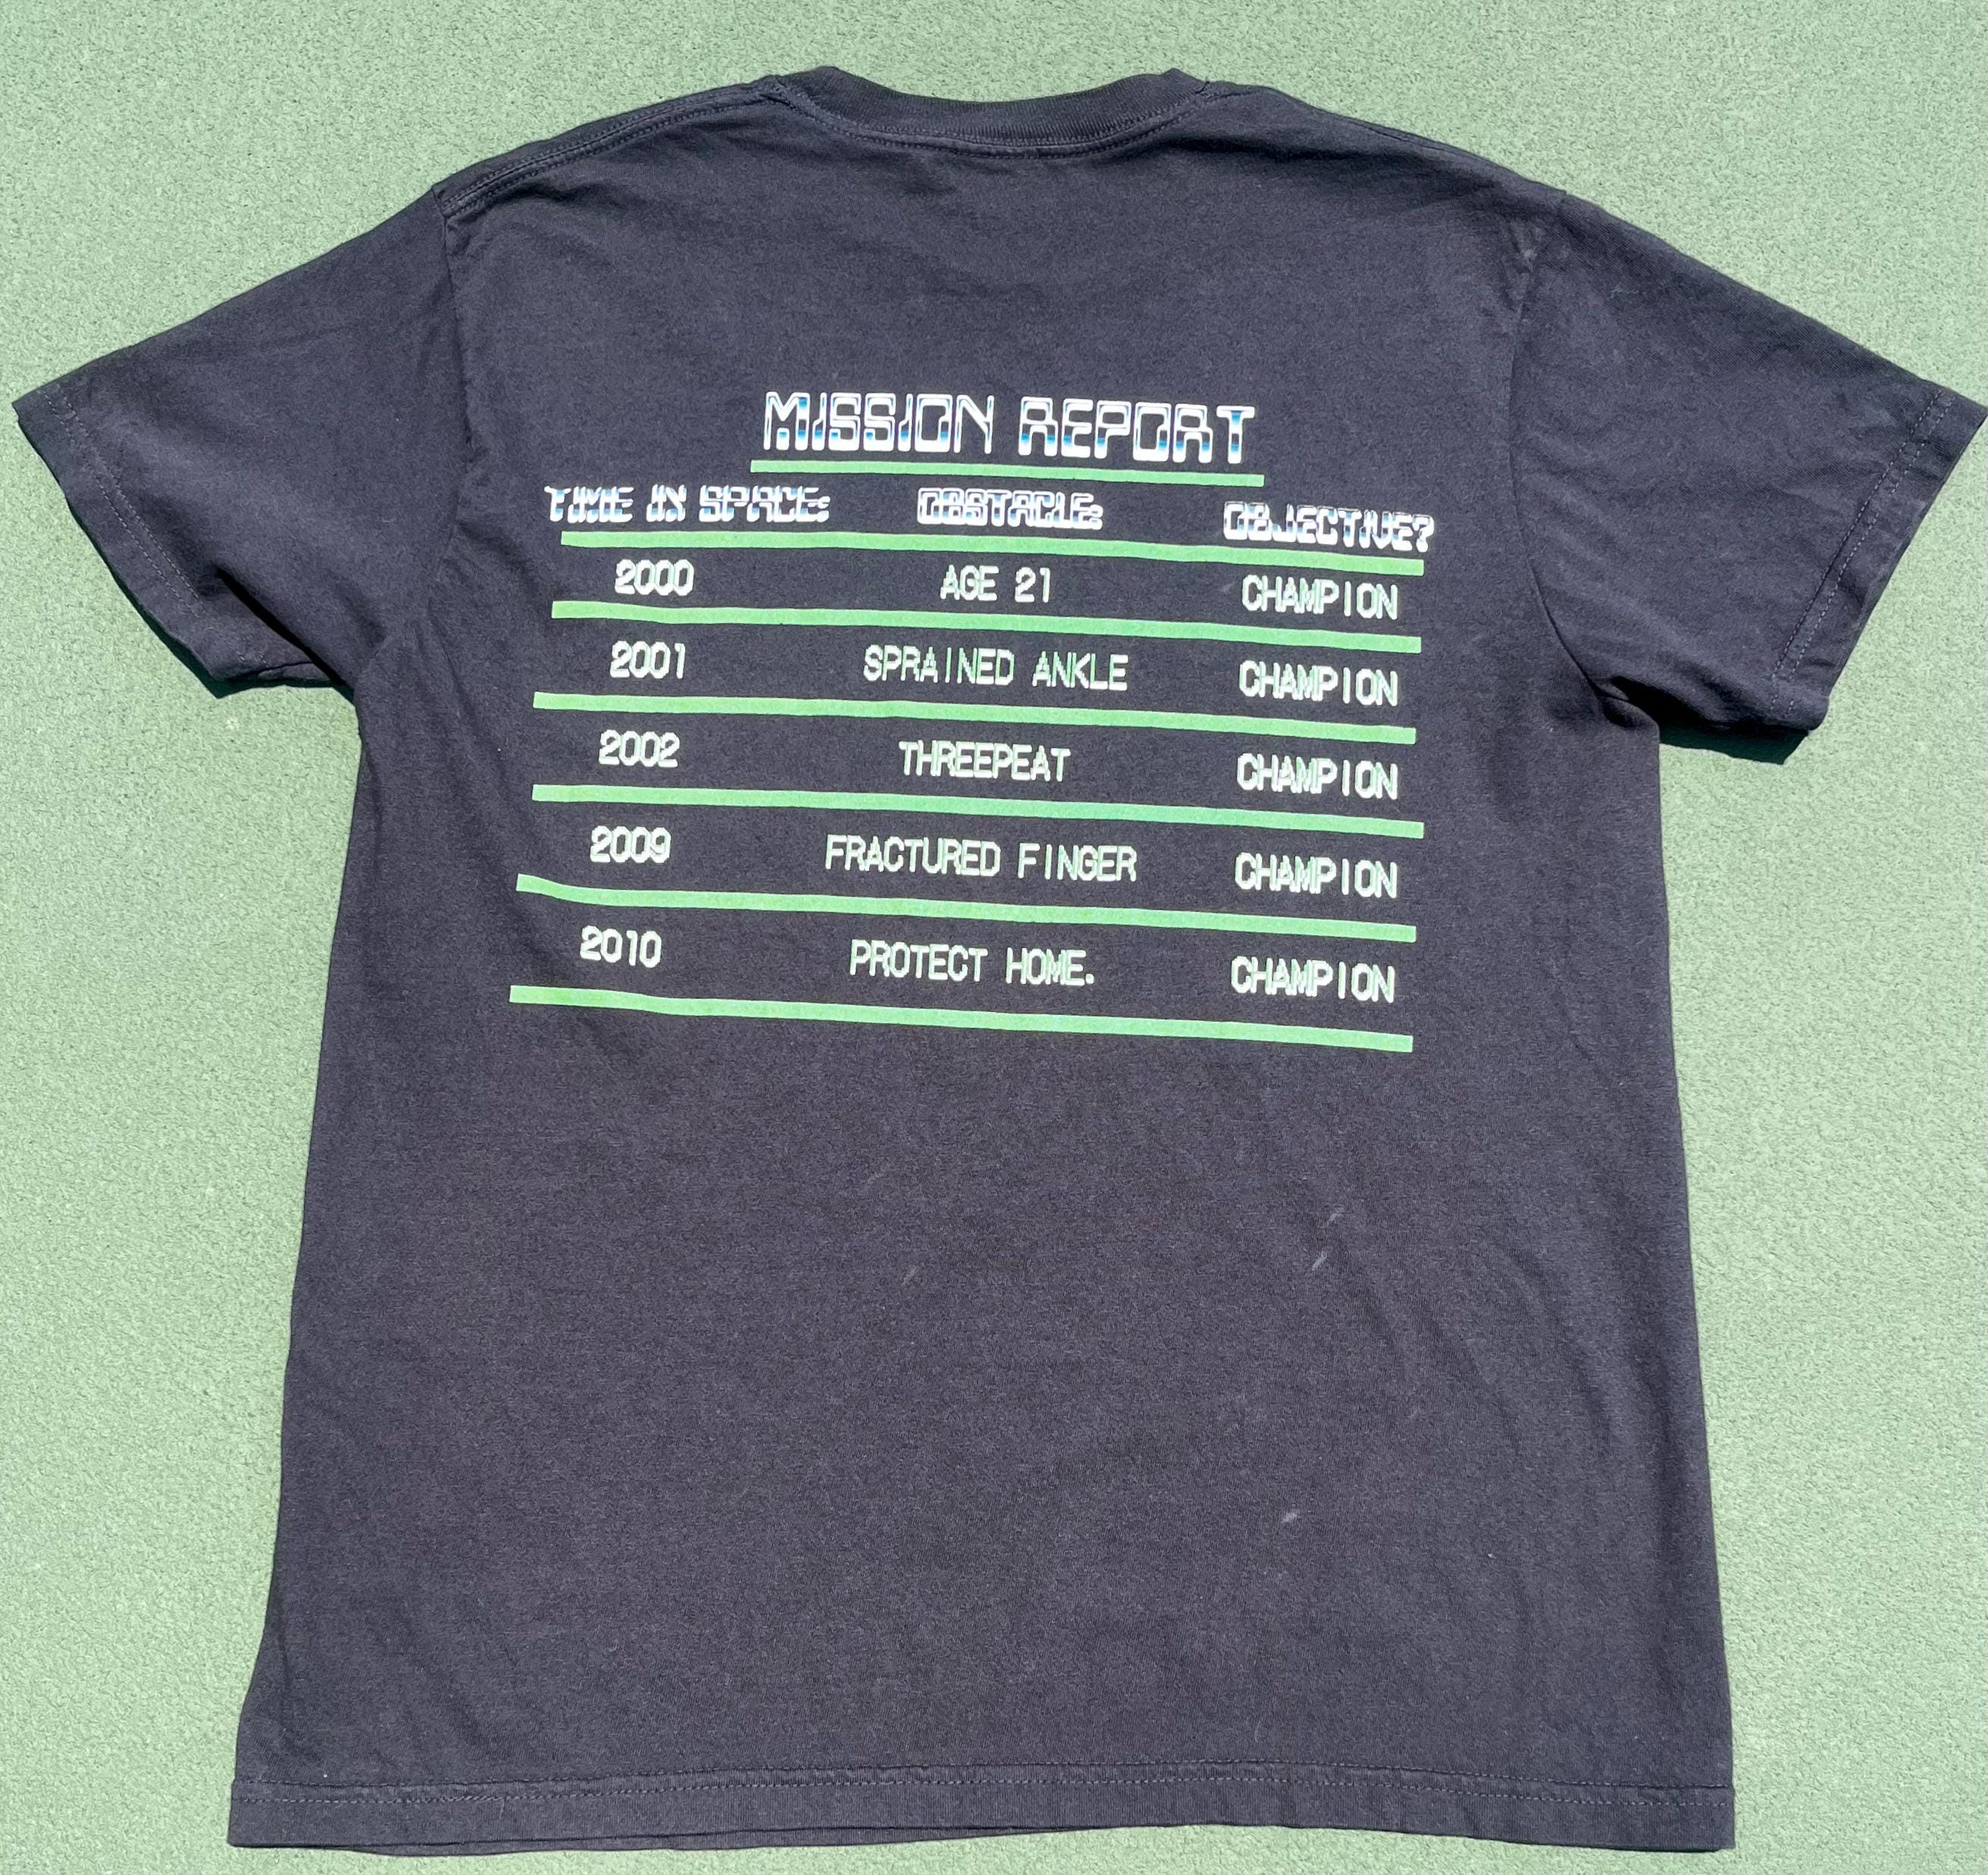 MISSION REPORT
TIME IN SPACE: OBSTACLE: OBJECTIVE?
2000 AGE 21 CHAMPION
2001 SPRAINED ANKLE CHAMPION
2002 THREEPEAT CHAMPION
2009 FRACTURED FINGER CHAMPION
2010 PROTECT HOME. CHAMPION